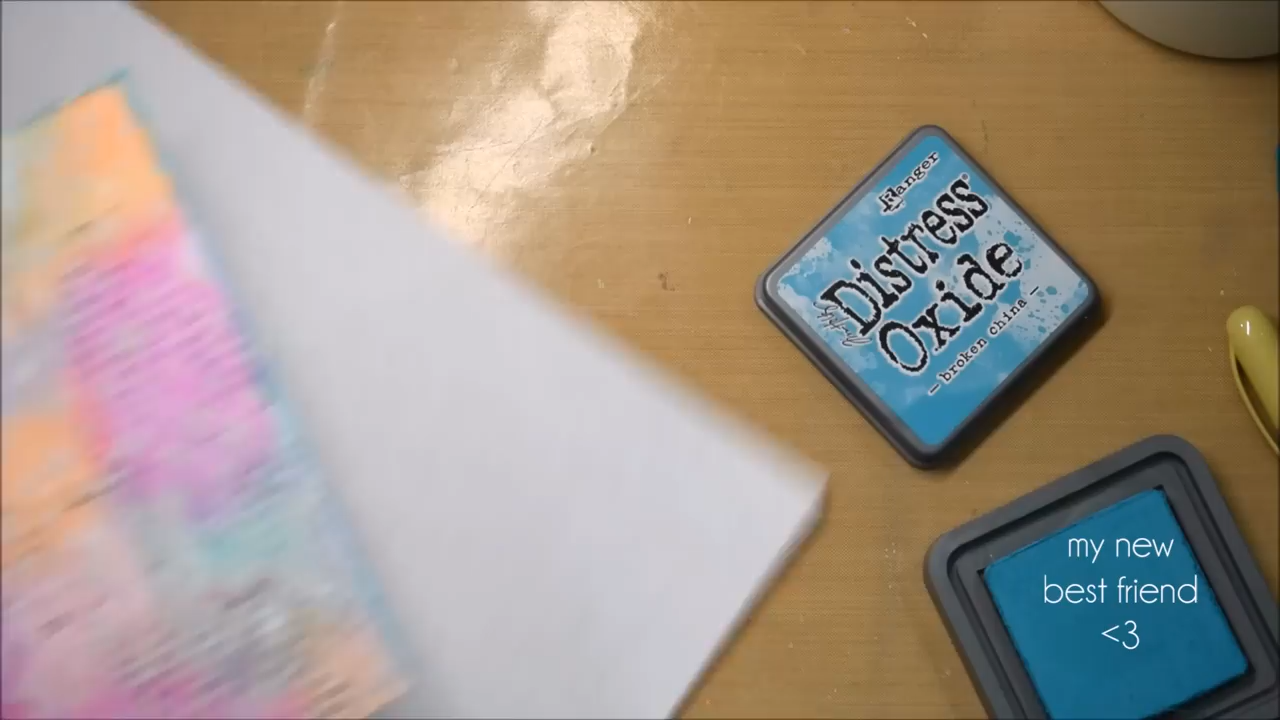 Ranger
Distress®
Oxide
— broken china —
my new
best friend
<3